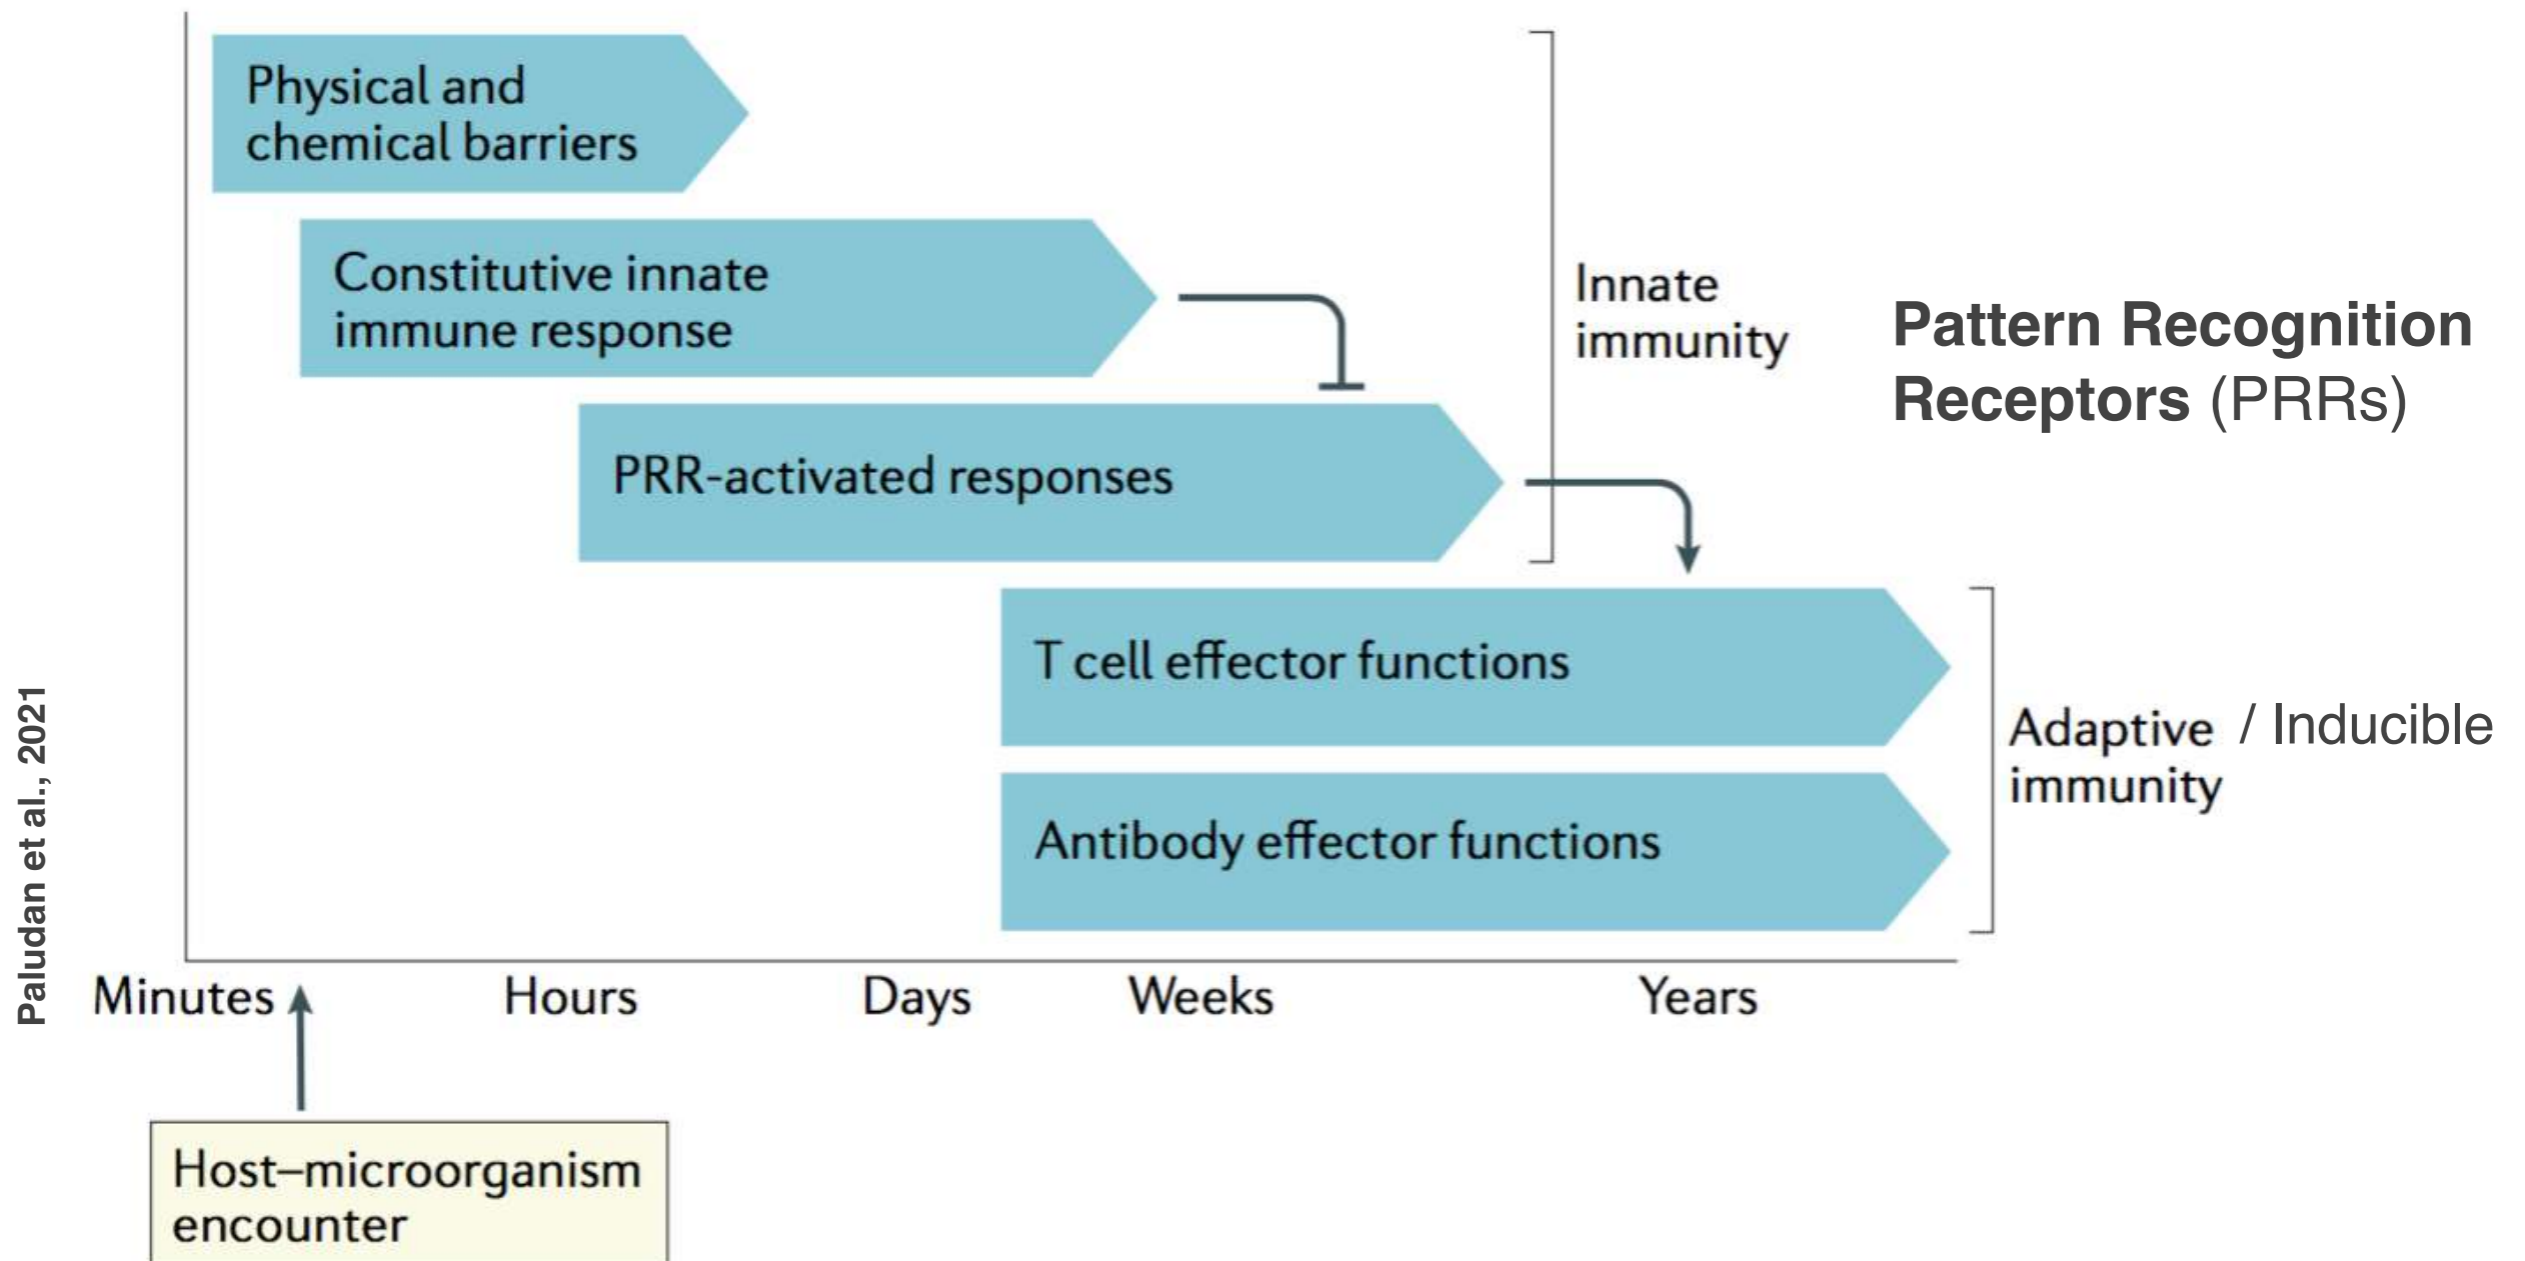 Physical and
chemical barriers
Constitutive innate
immune response
Innate
immunity
Pattern Recognition
Receptors (PRRs)
PRR-activated responses
T cell effector functions
Adaptive / Inducible
immunity
Antibody effector functions
Paludan et al., 2021
Minutes Hours Days Weeks Years
Host–microorganism
encounter